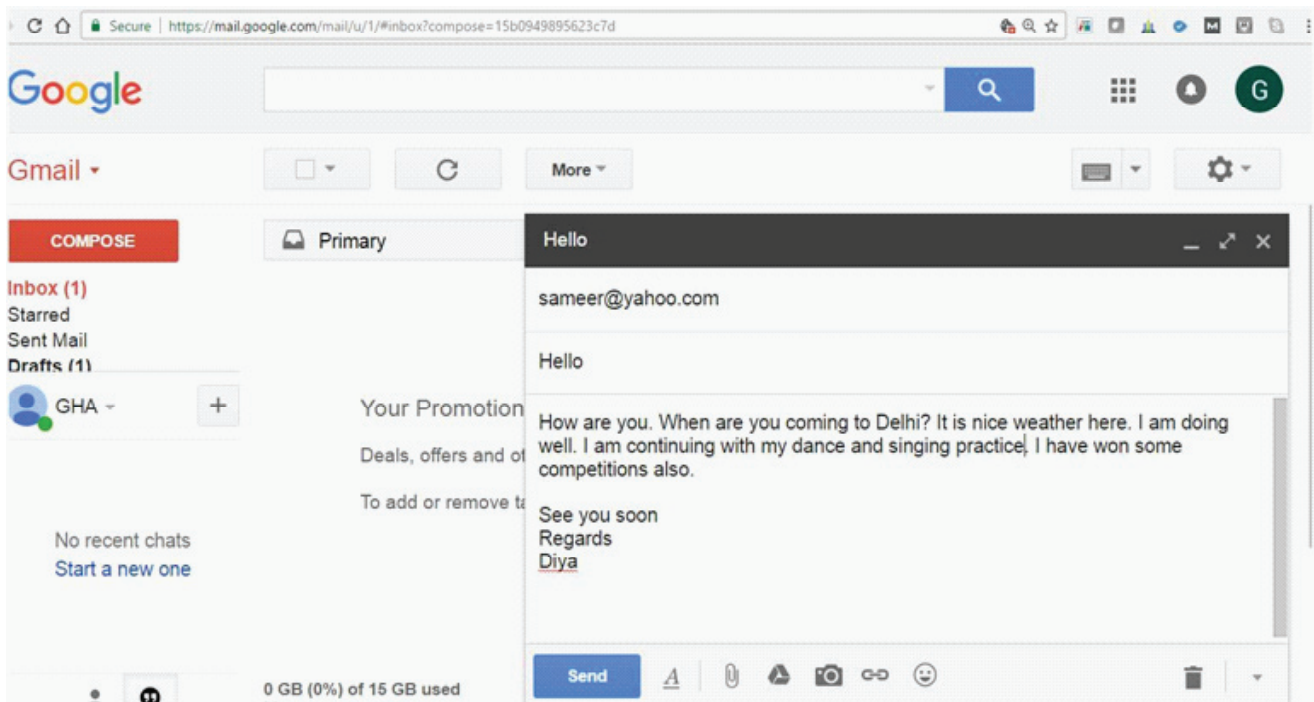 Secure | https://mail.google.com/mail/u/1/#inbox?compose=15b0949895623c7d
Google
G
Gmail
More
COMPOSE
Primary
Hello
Inbox (1)
Starred
Sent Mail
Drafts (1)
sameer@yahoo.com
Hello
GHA
Your Promotion
Deals, offers and of
To add or remove ta
How are you. When are you coming to Delhi? It is nice weather here. I am doing
well. I am continuing with my dance and singing practice. I have won some
competitions also.
See you soon
Regards
Diya
No recent chats
Start a new one
Send
A
0 GB (0%) of 15 GB used